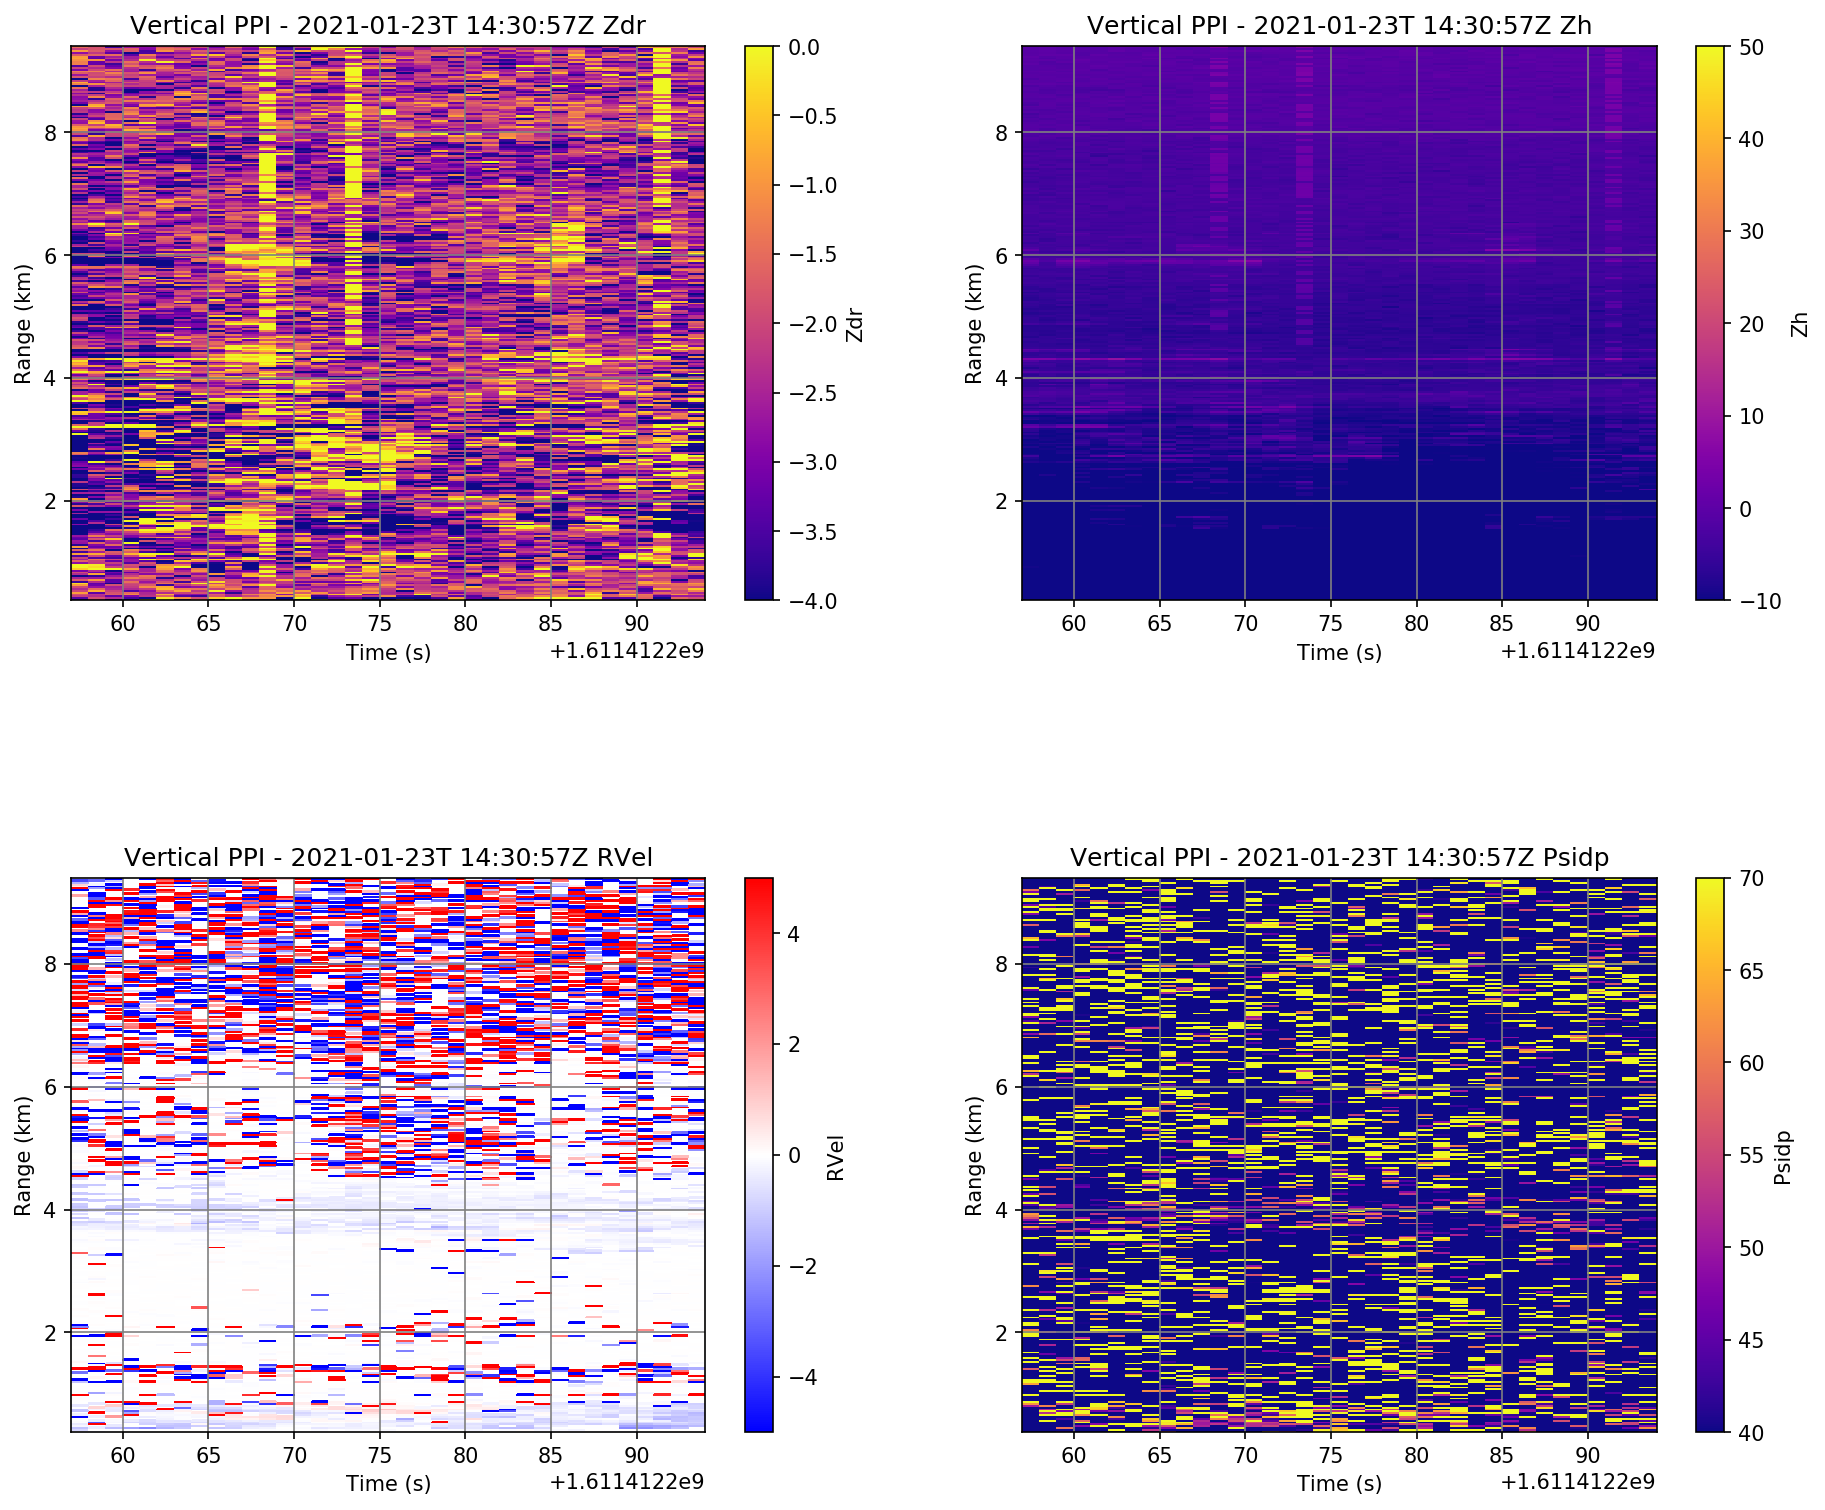 Vertical PPI - 2021-01-23T 14:30:57Z Zdr
8
6
4
2
Range (km)
60 65 70 75 80 85 90
Time (s)
+1.6114122e9
0.0
−0.5
−1.0
−1.5
−2.0
−2.5
−3.0
−3.5
−4.0
Zdr
Vertical PPI - 2021-01-23T 14:30:57Z Zh
8
6
4
2
Range (km)
60 65 70 75 80 85 90
Time (s)
+1.6114122e9
50
40
30
20
10
0
−10
Zh
Vertical PPI - 2021-01-23T 14:30:57Z RVel
8
6
4
2
Range (km)
60 65 70 75 80 85 90
Time (s)
+1.6114122e9
4
2
0
−2
−4
RVel
Vertical PPI - 2021-01-23T 14:30:57Z Psidp
8
6
4
2
Range (km)
60 65 70 75 80 85 90
Time (s)
+1.6114122e9
70
65
60
55
50
45
40
Psidp